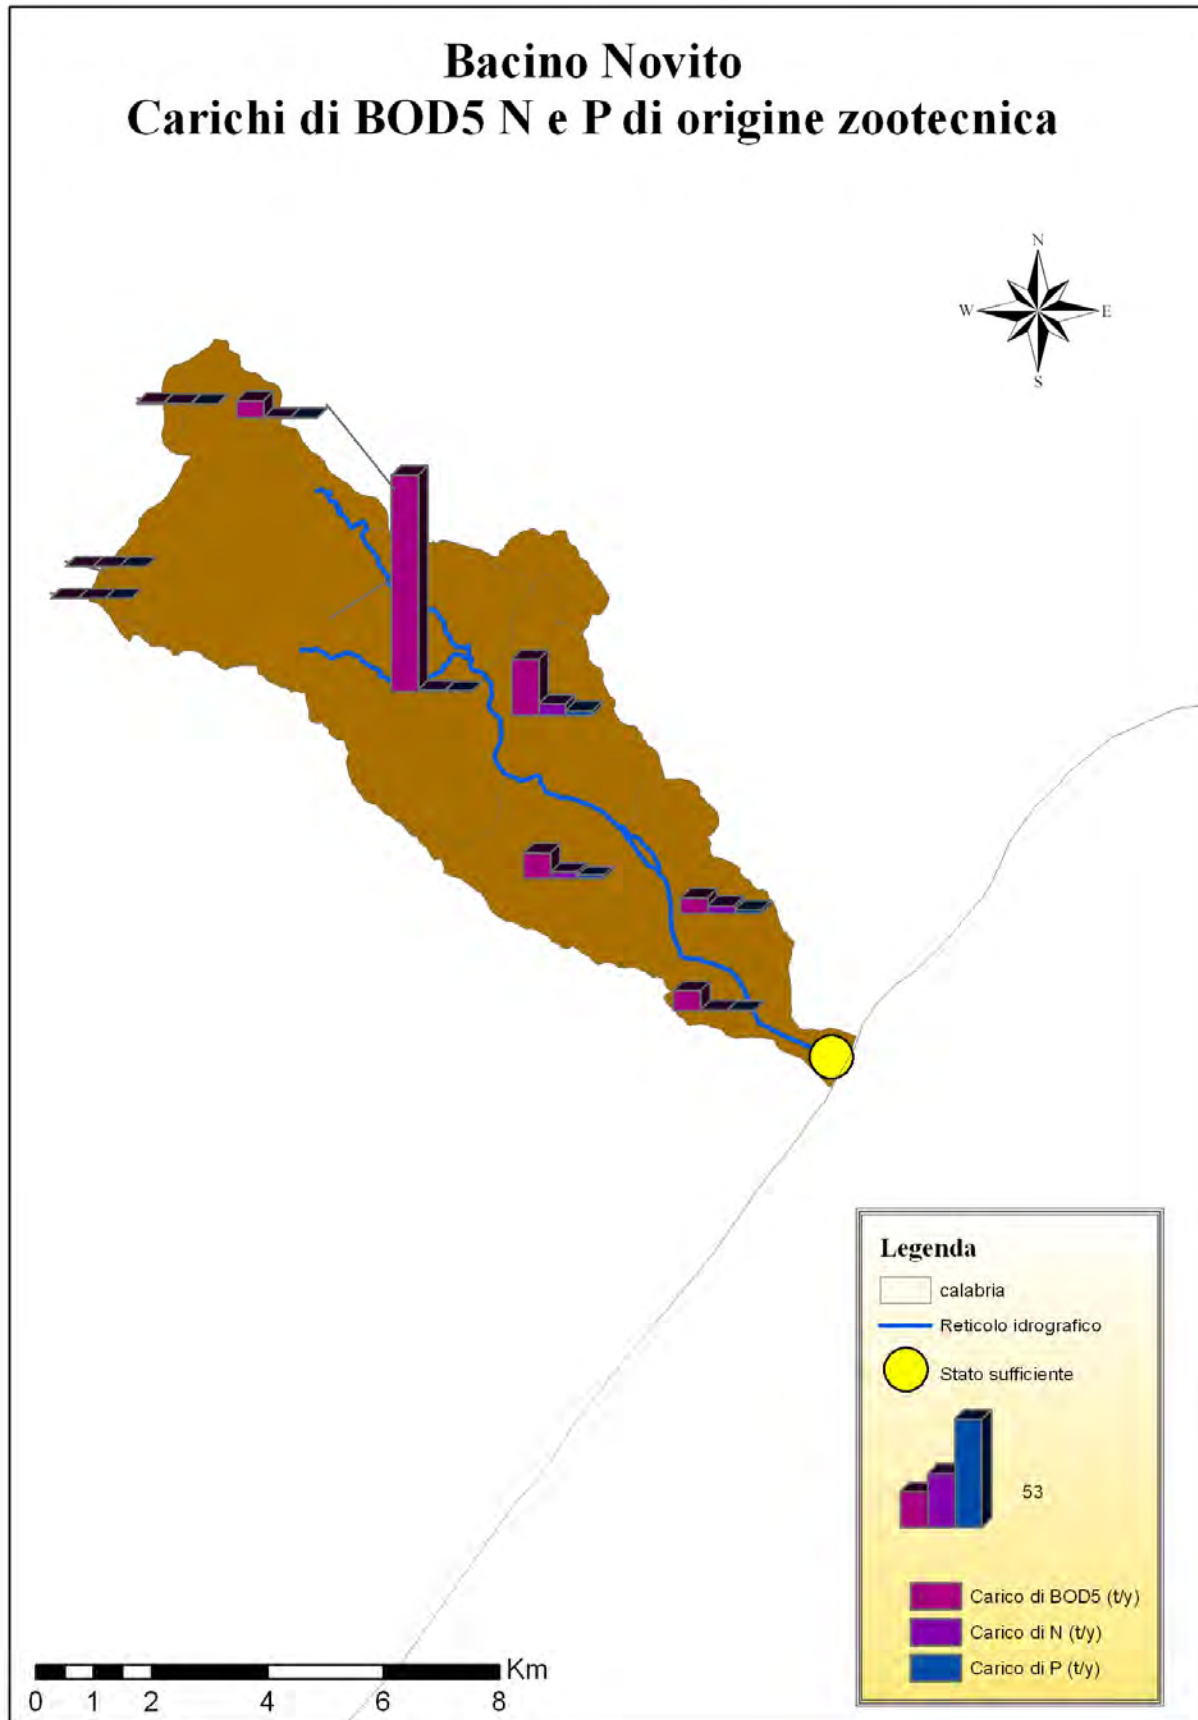 Bacino Novito
Carichi di BOD5 N e P di origine zootecnica
N
W E
S
Legenda
calabria
Reticolo idrografico
Stato sufficiente
53
Carico di BOD5 (t/y)
Carico di N (t/y)
Carico di P (t/y)
Km
0 1 2 4 6 8